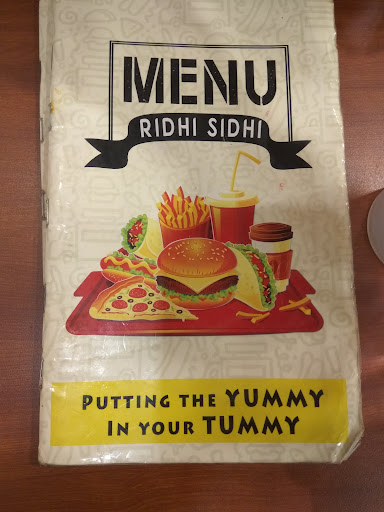 MENU
RIDHI SIDHI
PUTTING THE YUMMY
IN YOUR TUMMY